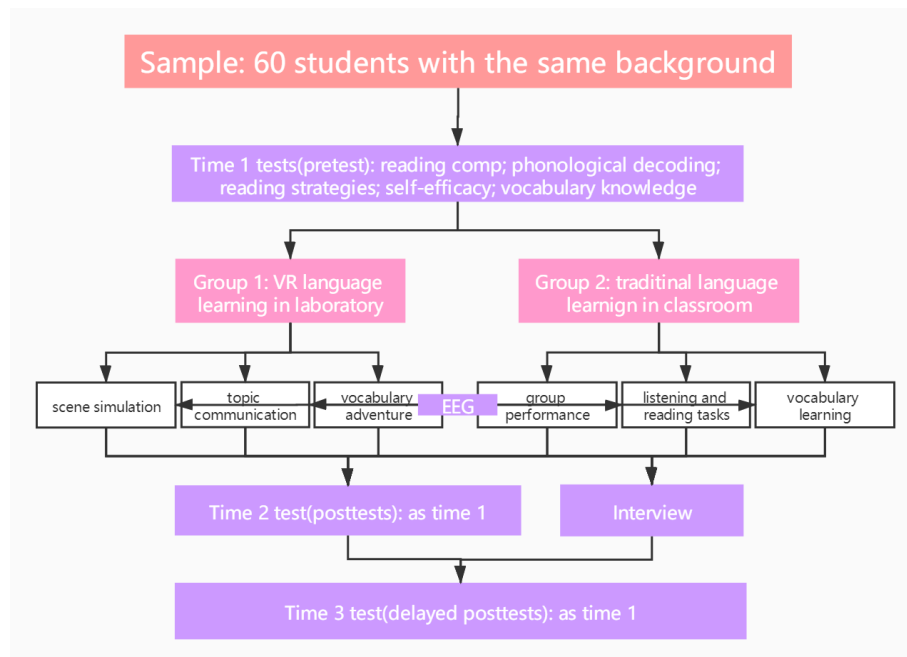 Sample: 60 students with the same background
Time 1 tests(pretest): reading comp; phonological decoding;
reading strategies; self-efficacy; vocabulary knowledge
Group 1: VR language
learning in laboratory
Group 2: traditinal language
learnign in classroom
scene simulation
topic
communication
vocabulary
adventure
EEG
group
performance
listening and
reading tasks
vocabulary
learning
Time 2 test(posttests): as time 1
Interview
Time 3 test(delayed posttests): as time 1